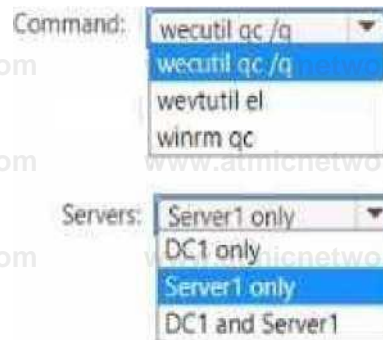 Command: wecutil qc /q
wecutil qc /q
wevtutil el
winrm qc
Servers: Server1 only
DC1 only
Server1 only
DC1 and Server1